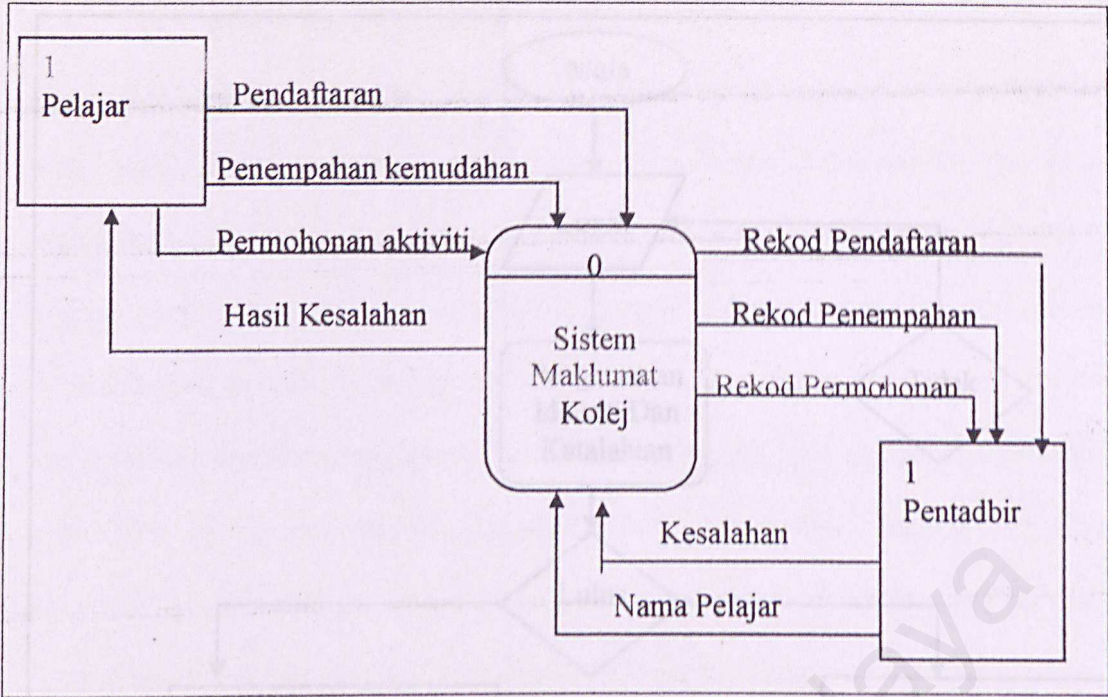 1
Pelajar
Pendaftaran
Penempahan kemudahan
Permohonan aktiviti
Hasil Kesalahan
0
Sistem
Maklumat
Kolej
Rekod Pendaftaran
Rekod Penempahan
Rekod Permohonan
1
Pentadbir
Kesalahan
Nama Pelajar